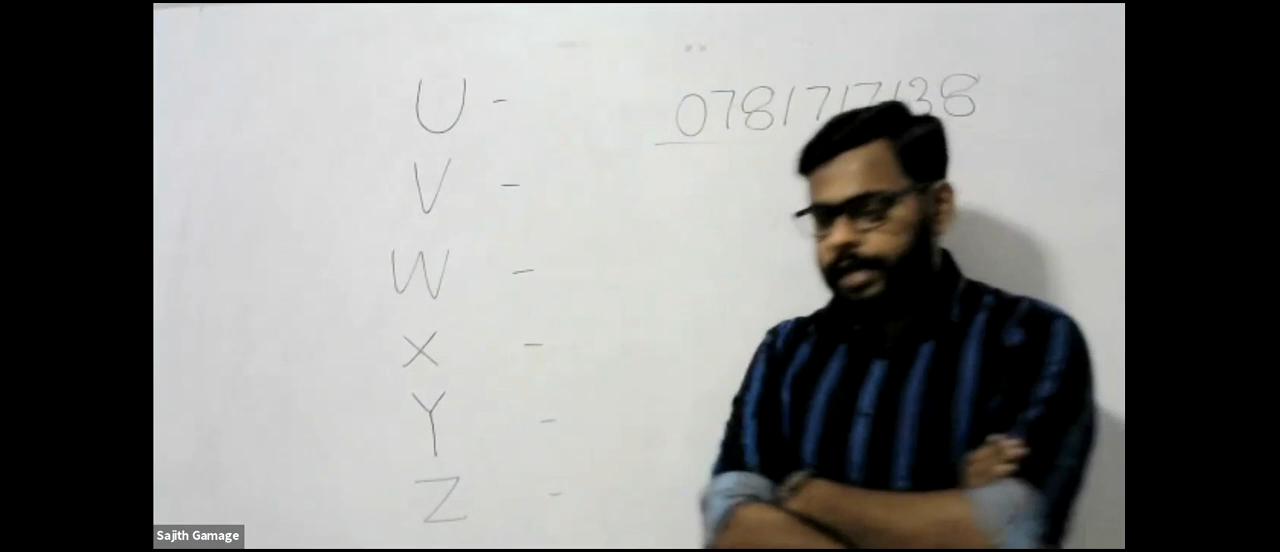 U - 0781717138
V -
W -
X -
Y -
Z -
Sajith Gamage